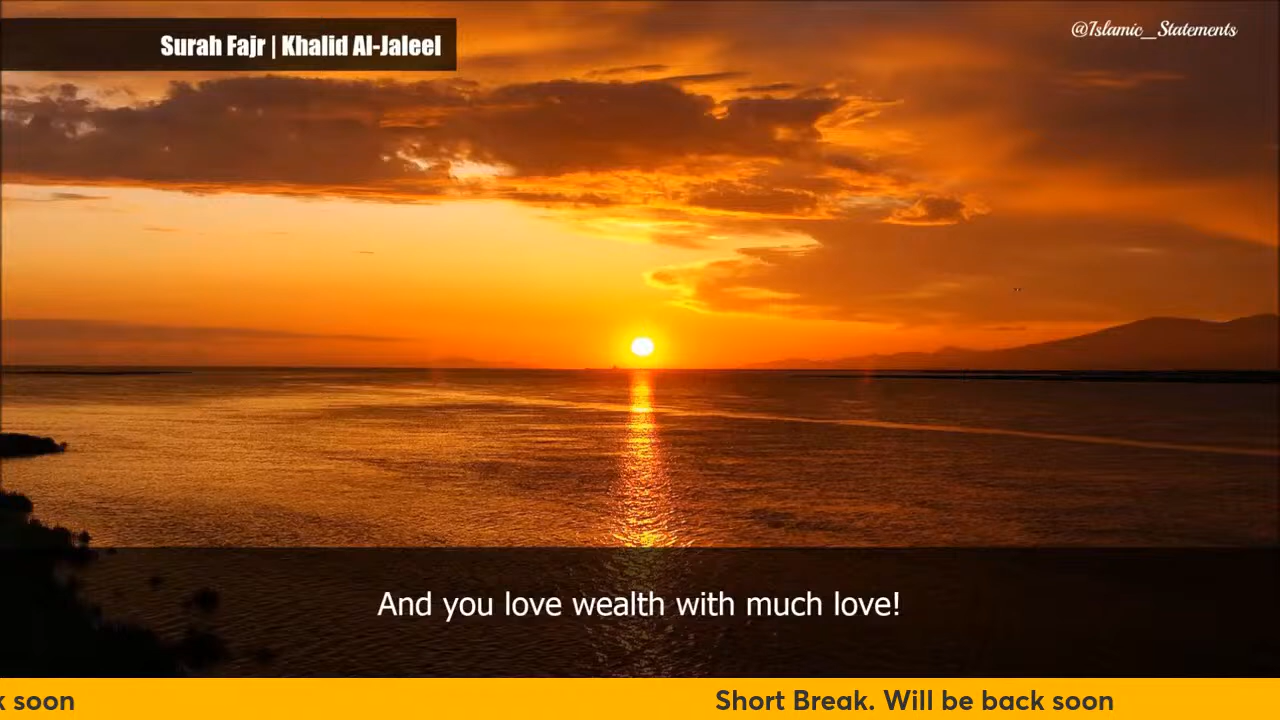 Surah Fajr | Khalid Al-Jaleel
@Islamic_Statements
And you love wealth with much love!
k soon
Short Break. Will be back soon